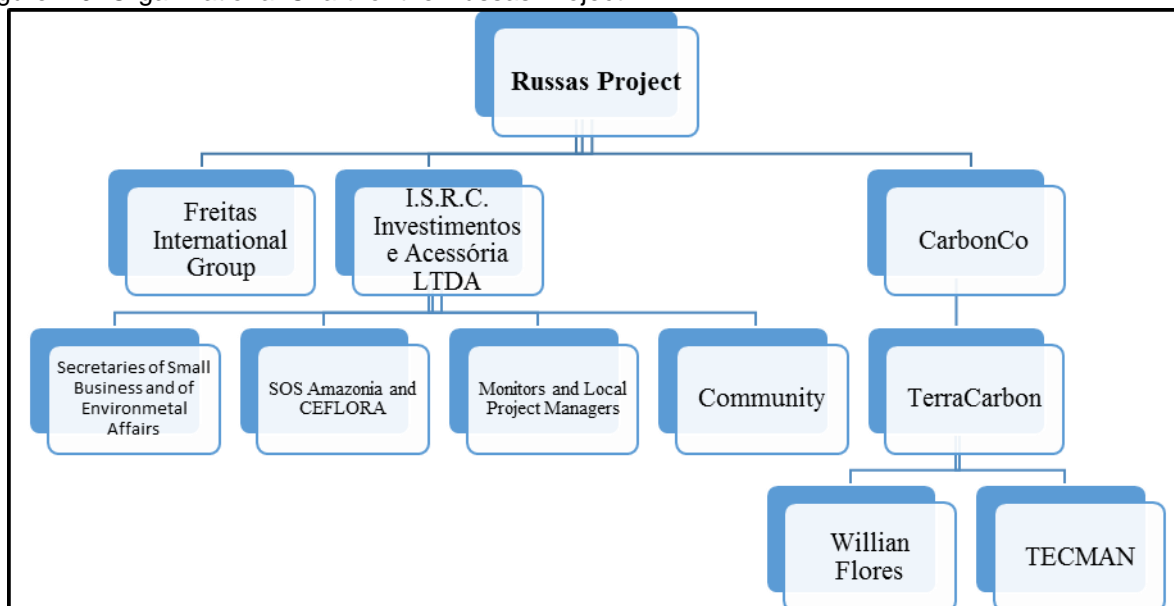 Russas Project
Freitas
International
Group
I.S.R.C.
Investimentos
e Acessória
LTDA
CarbonCo
Secretaries of Small
Business and of
Environmetal
Affairs
SOS Amazonia and
CEFLORA
Monitors and Local
Project Managers
Community
TerraCarbon
Willian
Flores
TECMAN